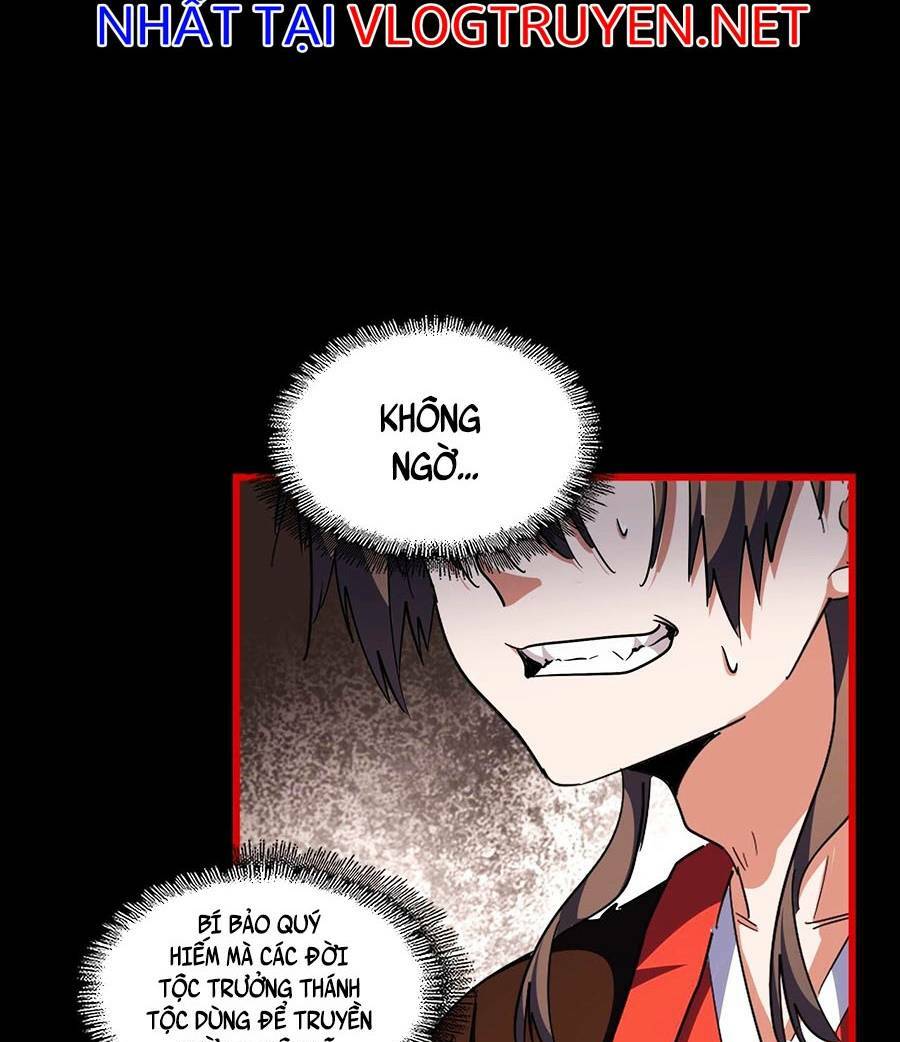 NHẤT TẠI VLOGTRUYEN.NET
KHÔNG
NGỜ...
BÍ BẢO QUÝ
HIẾM MÀ CÁC ĐỜI
TỘC TRƯỞNG THÁNH
TỘC DÙNG ĐỂ TRUYỀN